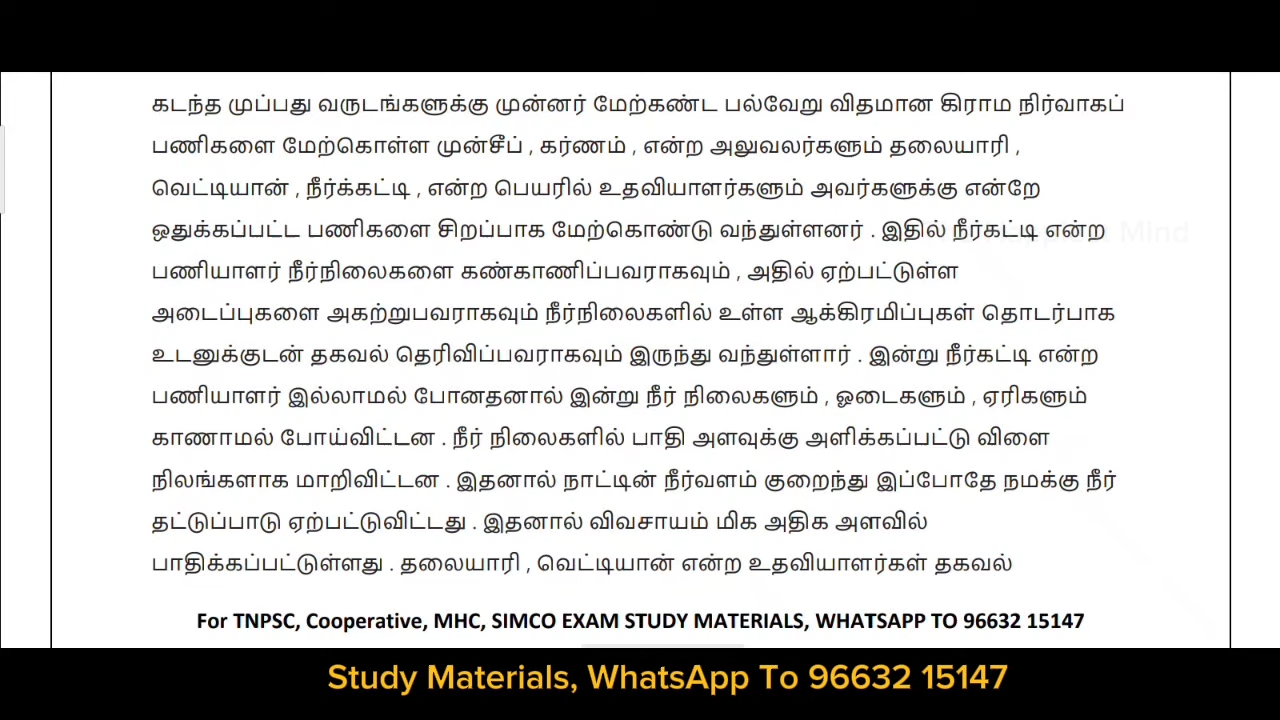 கடந்த முப்பது வருடங்களுக்கு முன்னர் மேற்கண்ட பல்வேறு விதமான கிராம நிர்வாகப்
பணிகளை மேற்கொள்ள முன்சீப் , கர்ணம் , என்ற அலுவலர்களும் தலையாரி ,
வெட்டியான் , நீர்க்கட்டி , என்ற பெயரில் உதவியாளர்களும் அவர்களுக்கு என்றே
ஒதுக்கப்பட்ட பணிகளை சிறப்பாக மேற்கொண்டு வந்துள்ளனர் . இதில் நீர்கட்டி என்ற
பணியாளர் நீர்நிலைகளை கண்காணிப்பவராகவும் , அதில் ஏற்பட்டுள்ள
அடைப்புகளை அகற்றுபவராகவும் நீர்நிலைகளில் உள்ள ஆக்கிரமிப்புகள் தொடர்பாக
உடனுக்குடன் தகவல் தெரிவிப்பவராகவும் இருந்து வந்துள்ளார் . இன்று நீர்கட்டி என்ற
பணியாளர் இல்லாமல் போனதனால் இன்று நீர் நிலைகளும் , ஓடைகளும் , ஏரிகளும்
காணாமல் போய்விட்டன . நீர் நிலைகளில் பாதி அளவுக்கு அளிக்கப்பட்டு விளை
நிலங்களாக மாறிவிட்டன . இதனால் நாட்டின் நீர்வளம் குறைந்து இப்போதே நமக்கு நீர்
தட்டுப்பாடு ஏற்பட்டுவிட்டது . இதனால் விவசாயம் மிக அதிக அளவில்
பாதிக்கப்பட்டுள்ளது . தலையாரி , வெட்டியான் என்ற உதவியாளர்கள் தகவல்
For TNPSC, Cooperative, MHC, SIMCO EXAM STUDY MATERIALS, WHATSAPP TO 96632 15147
Study Materials, WhatsApp To 96632 15147